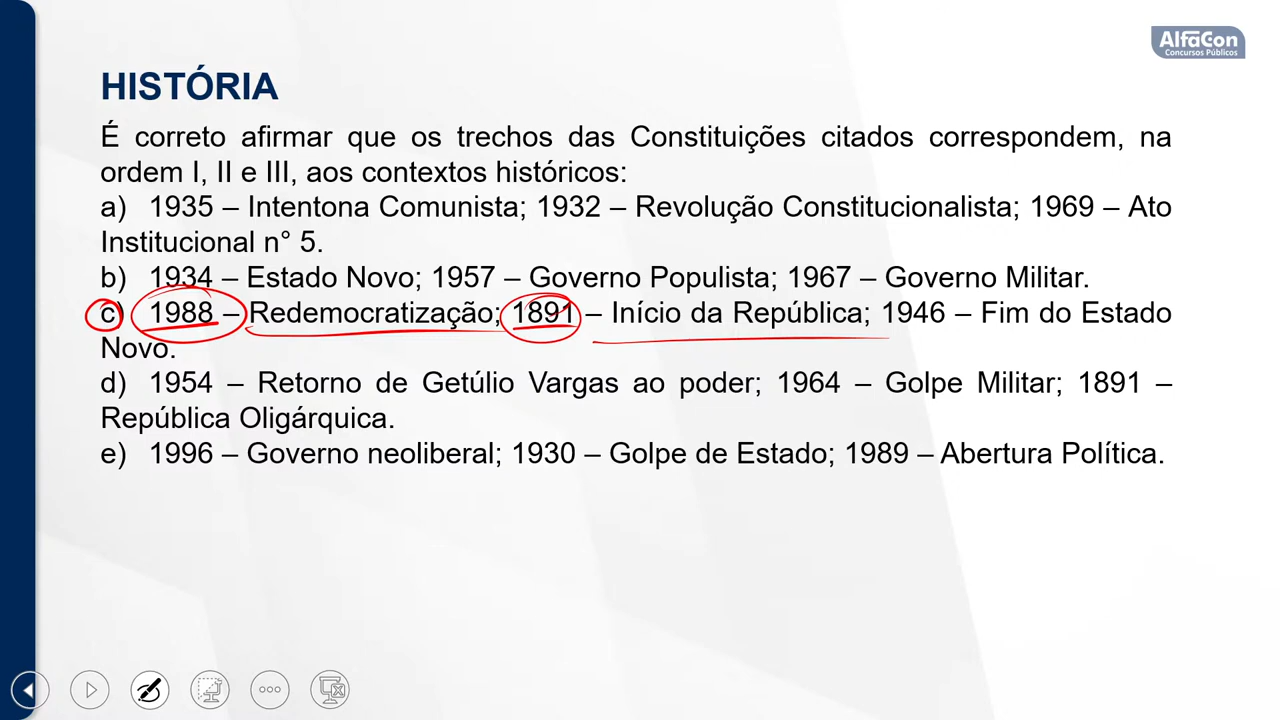 AlfaCon
Concursos Públicos
HISTÓRIA
É correto afirmar que os trechos das Constituições citados correspondem, na
ordem I, II e III, aos contextos históricos:
a) 1935 – Intentona Comunista; 1932 – Revolução Constitucionalista; 1969 – Ato
Institucional n° 5.
b) 1934 – Estado Novo; 1957 – Governo Populista; 1967 – Governo Militar.
c) 1988 – Redemocratização; 1891 – Início da República; 1946 – Fim do Estado
Novo.
d) 1954 – Retorno de Getúlio Vargas ao poder; 1964 – Golpe Militar; 1891 –
República Oligárquica.
e) 1996 – Governo neoliberal; 1930 – Golpe de Estado; 1989 – Abertura Política.